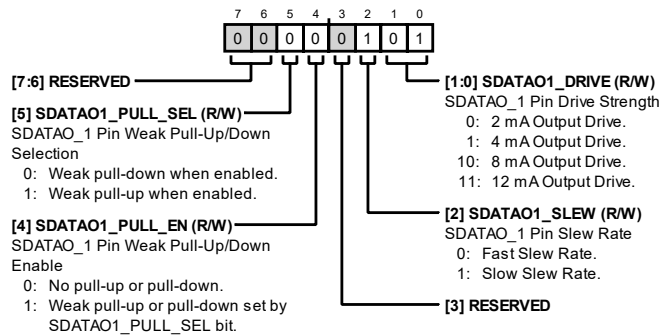 7 6 5 4 3 2 1 0
0 0 0 0 0 1 0 1
[7:6] RESERVED
[5] SDATAO1_PULL_SEL (R/W)
SDATAO_1 Pin Weak Pull-Up/Down
Selection
0: Weak pull-down when enabled.
1: Weak pull-up when enabled.
[4] SDATAO1_PULL_EN (R/W)
SDATAO_1 Pin Weak Pull-Up/Down
Enable
0: No pull-up or pull-down.
1: Weak pull-up or pull-down set by
SDATAO1_PULL_SEL bit.
[1:0] SDATAO1_DRIVE (R/W)
SDATAO_1 Pin Drive Strength
0: 2 mA Output Drive.
1: 4 mA Output Drive.
10: 8 mA Output Drive.
11: 12 mA Output Drive.
[2] SDATAO1_SLEW (R/W)
SDATAO_1 Pin Slew Rate
0: Fast Slew Rate.
1: Slow Slew Rate.
[3] RESERVED